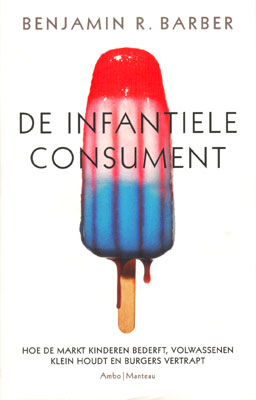 BENJAMIN R. BARBER
DE INFANTIELE
CONSUMENT
HOE DE MARKT KINDEREN BEDERFT, VOLWASSENEN
KLEIN HOUDT EN BURGERS VERTRAPT
Ambo|Manteau